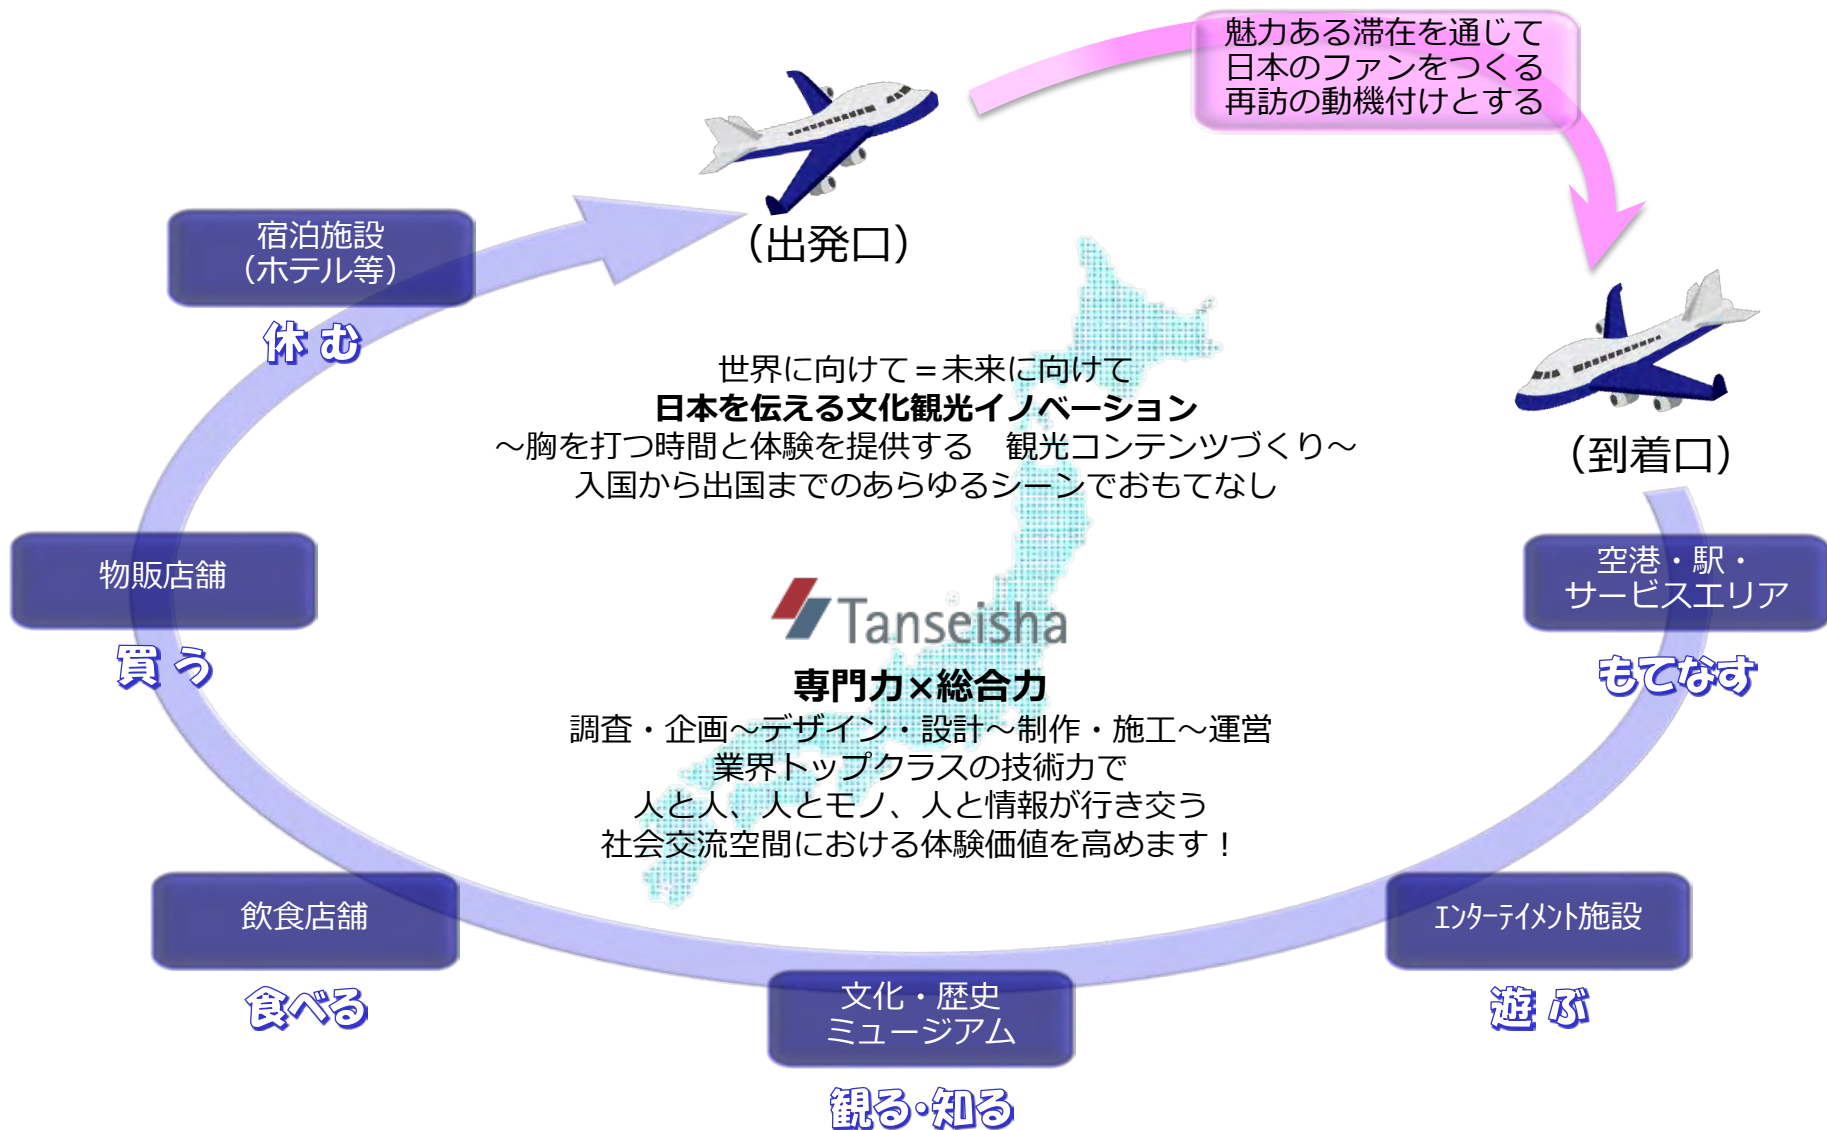 魅力ある滞在を通じて
日本のファンをつくる
再訪の動機付けとする
（出発口）
宿泊施設
（ホテル等）
休む
（到着口）
世界に向けて＝未来に向けて
日本を伝える文化観光イノベーション
～胸を打つ時間と体験を提供する　観光コンテンツづくり～
入国から出国までのあらゆるシーンでおもてなし
物販店舗
買う
空港・駅・
サービスエリア
もてなす
Tanseisha
専門力×総合力
調査・企画～デザイン・設計～制作・施工～運営
業界トップクラスの技術力で
人と人、人とモノ、人と情報が行き交う
社会交流空間における体験価値を高めます！
飲食店舗
食べる
ｴﾝﾀｰﾃｲﾒﾝﾄ施設
遊ぶ
文化・歴史
ミュージアム
観る・知る